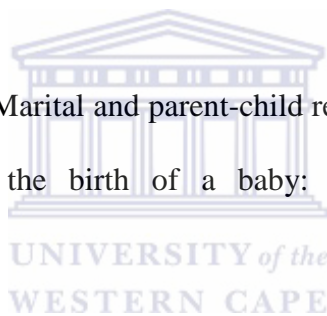 Marital and parent-child re
the birth of a baby:
UNIVERSITY of the
WESTERN CAPE